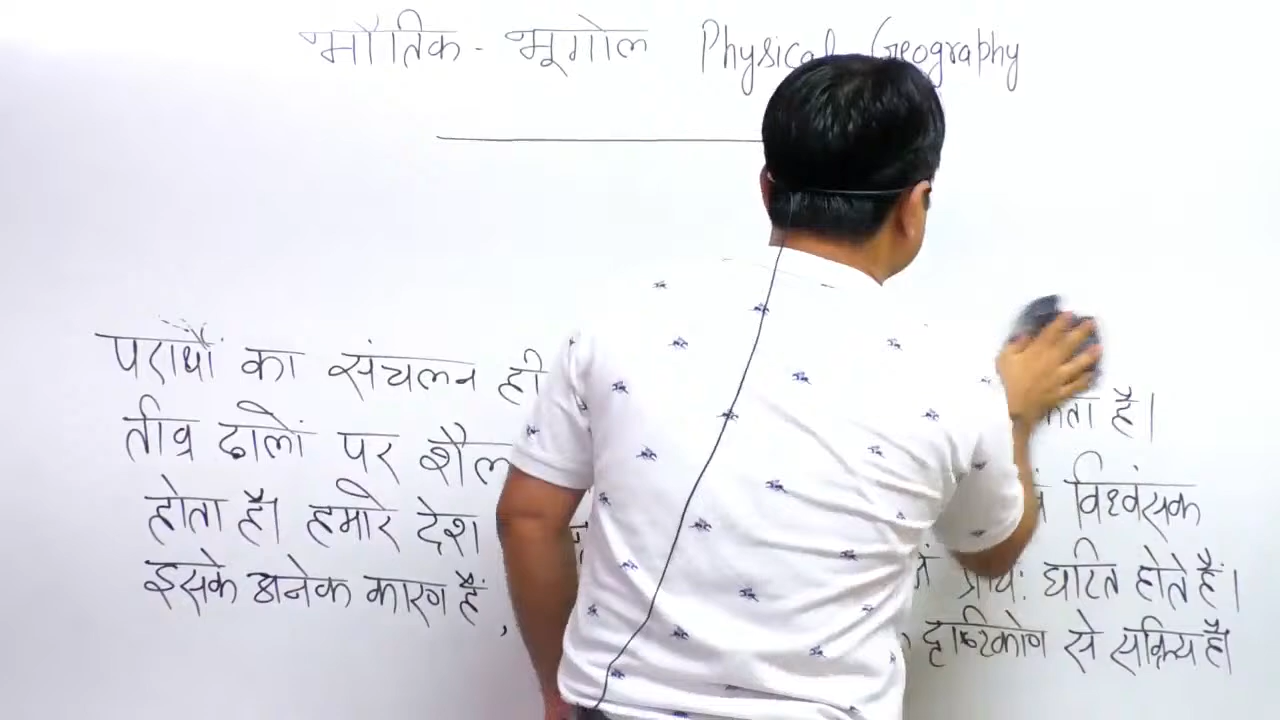 भौतिक - भूगोल Physical Geography
पदार्थों का संचलन ही
तीव्र ढालों पर शैल है।
होता है। हमारे देश विध्वंसक
इसके अनेक कारण हैं, प्राय: घटित होते हैं।
दृष्टिकोण से सक्रिय है।